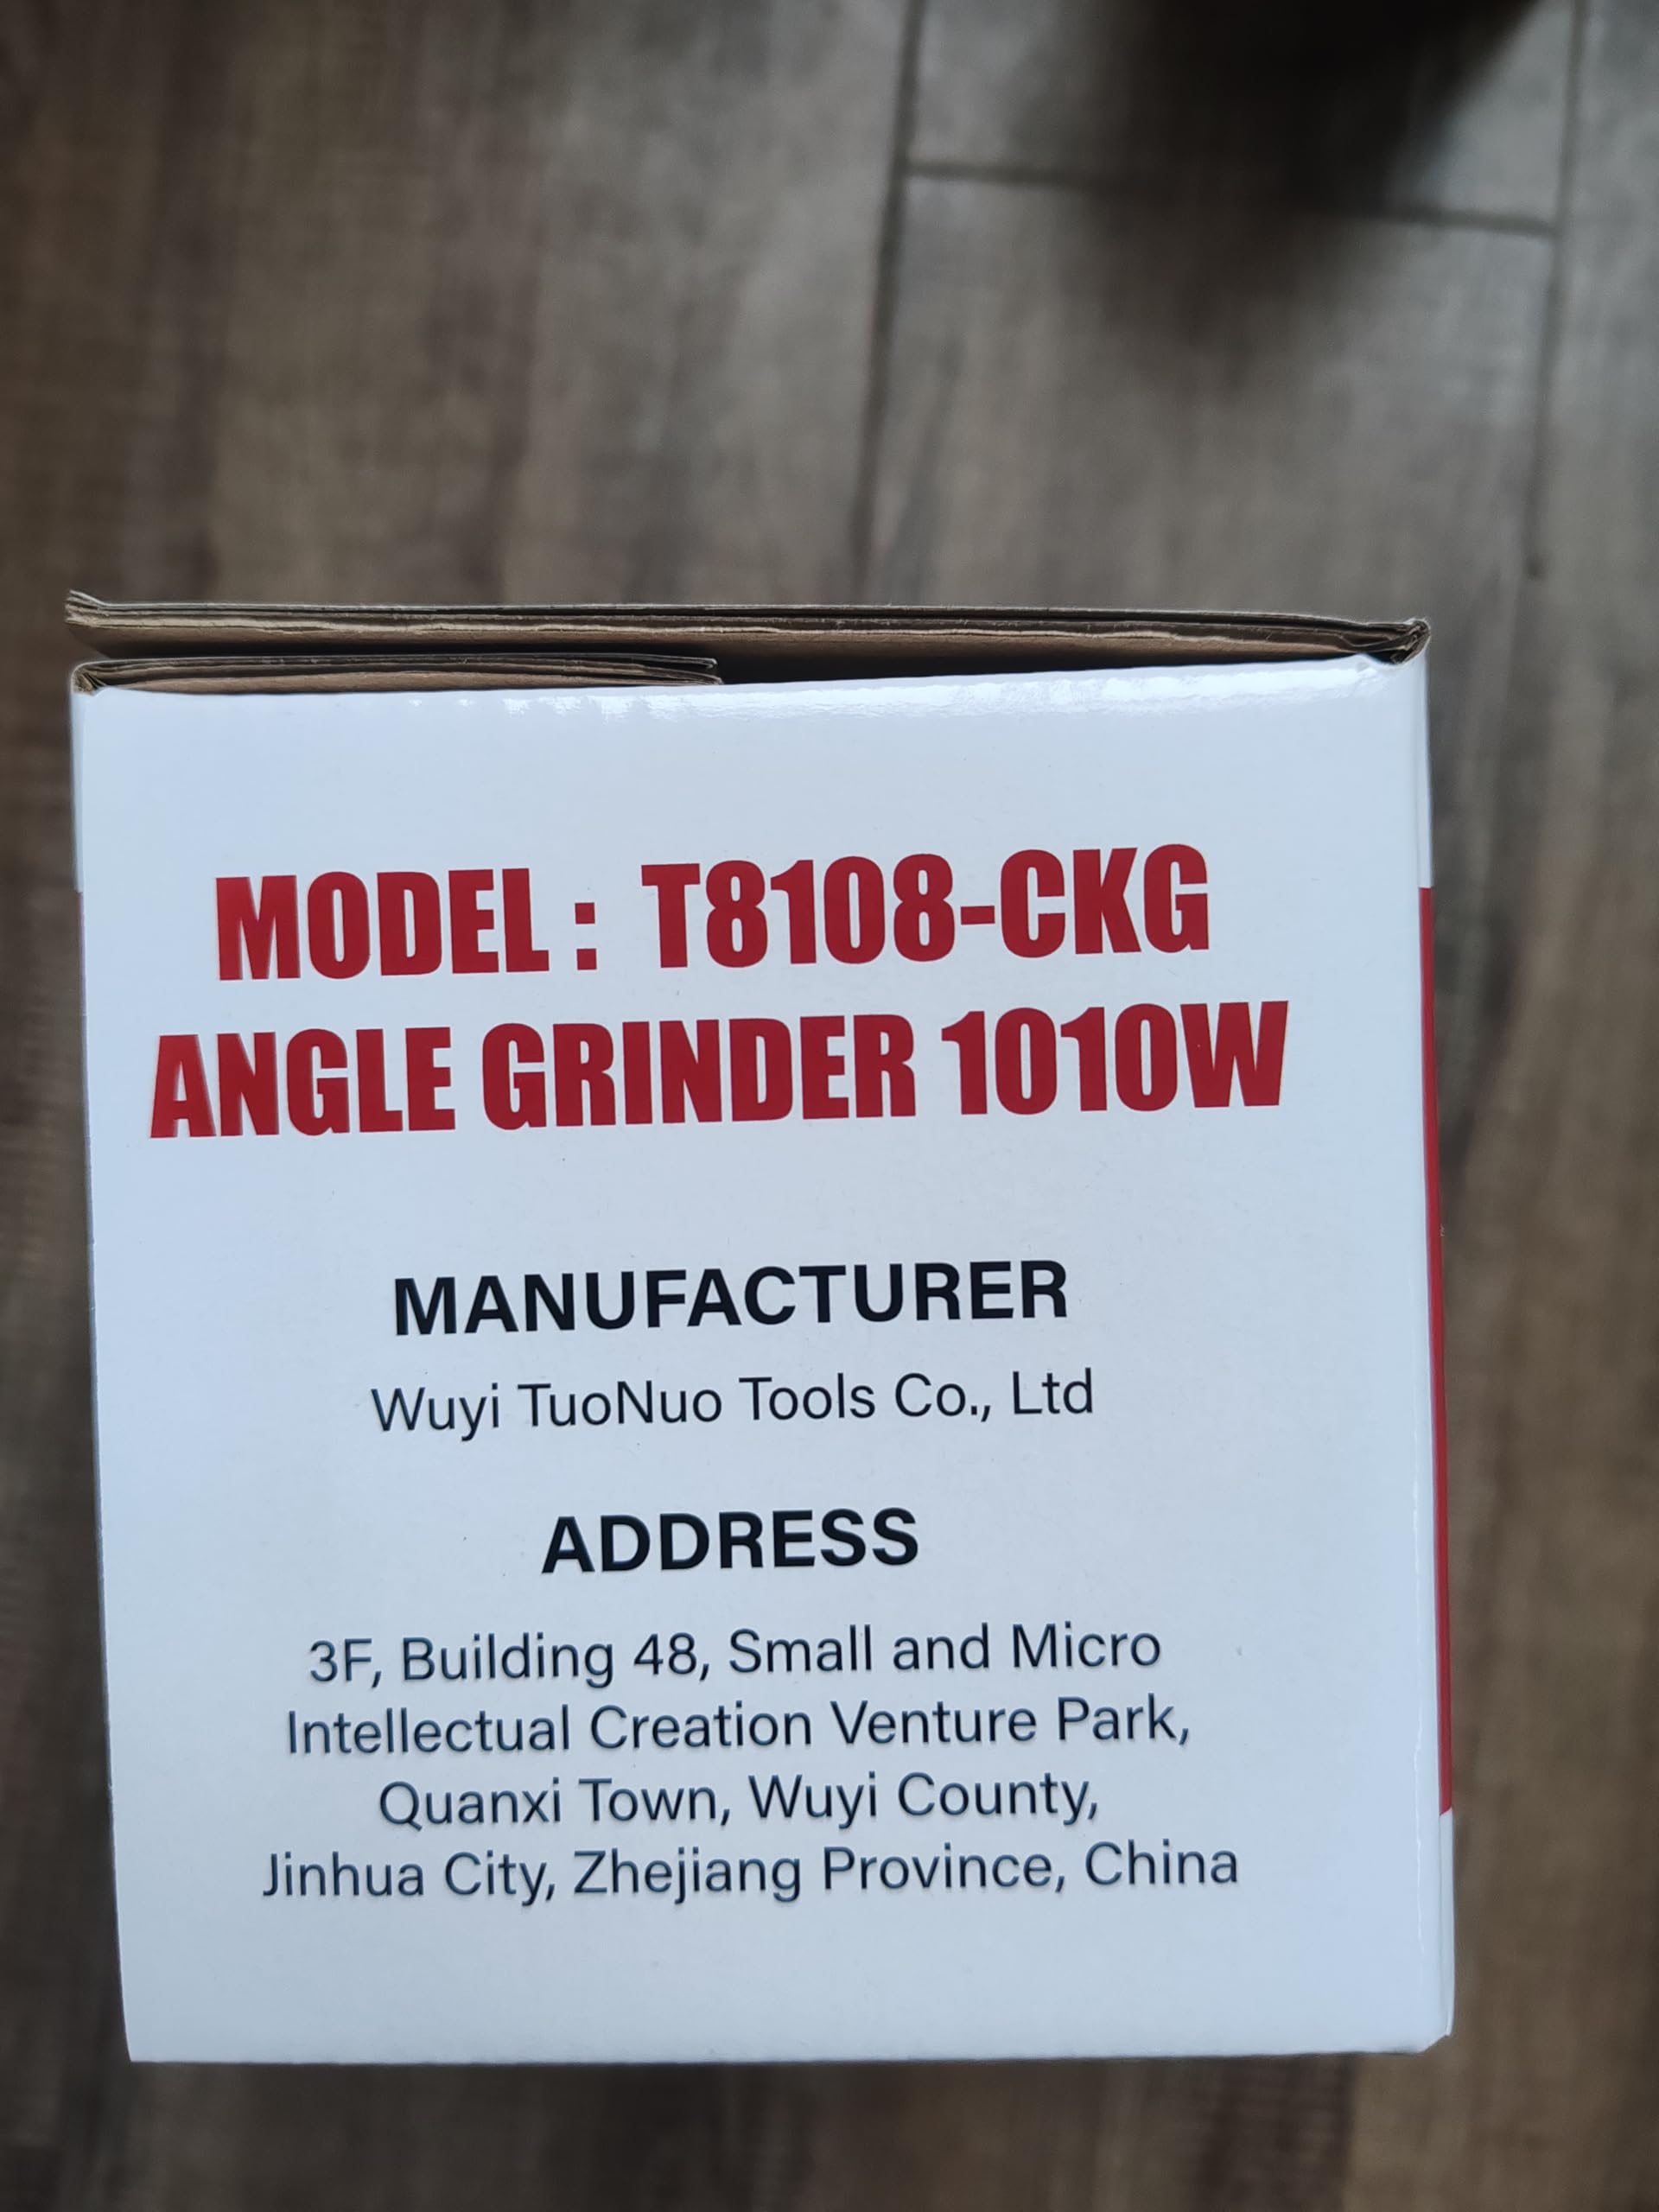 MODEL : T8108-CKG
ANGLE GRINDER 1010W
MANUFACTURER
Wuyi TuoNuo Tools Co., Ltd
ADDRESS
3F, Building 48, Small and Micro
Intellectual Creation Venture Park,
Quanxi Town, Wuyi County,
Jinhua City, Zhejiang Province, China